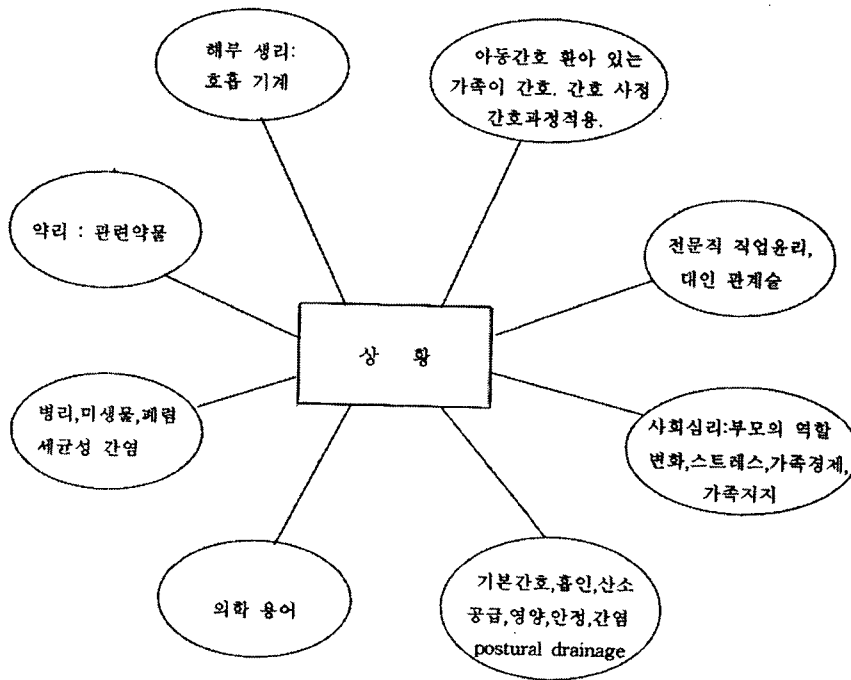 해부 생리:
호흡 기계
아동간호 환아 있는
가족이 간호. 간호 사정
간호과정적용.
약리 : 관련약물
전문직 직업윤리,
대인 관계술
상 황
병리,미생물,폐렴
세균성 간염
사회심리:부모의 역할
변화,스트레스,가족경제,
가족지지
의학 용어
기본간호,흡인,산소
공급,영양,안정,간염
postural drainage